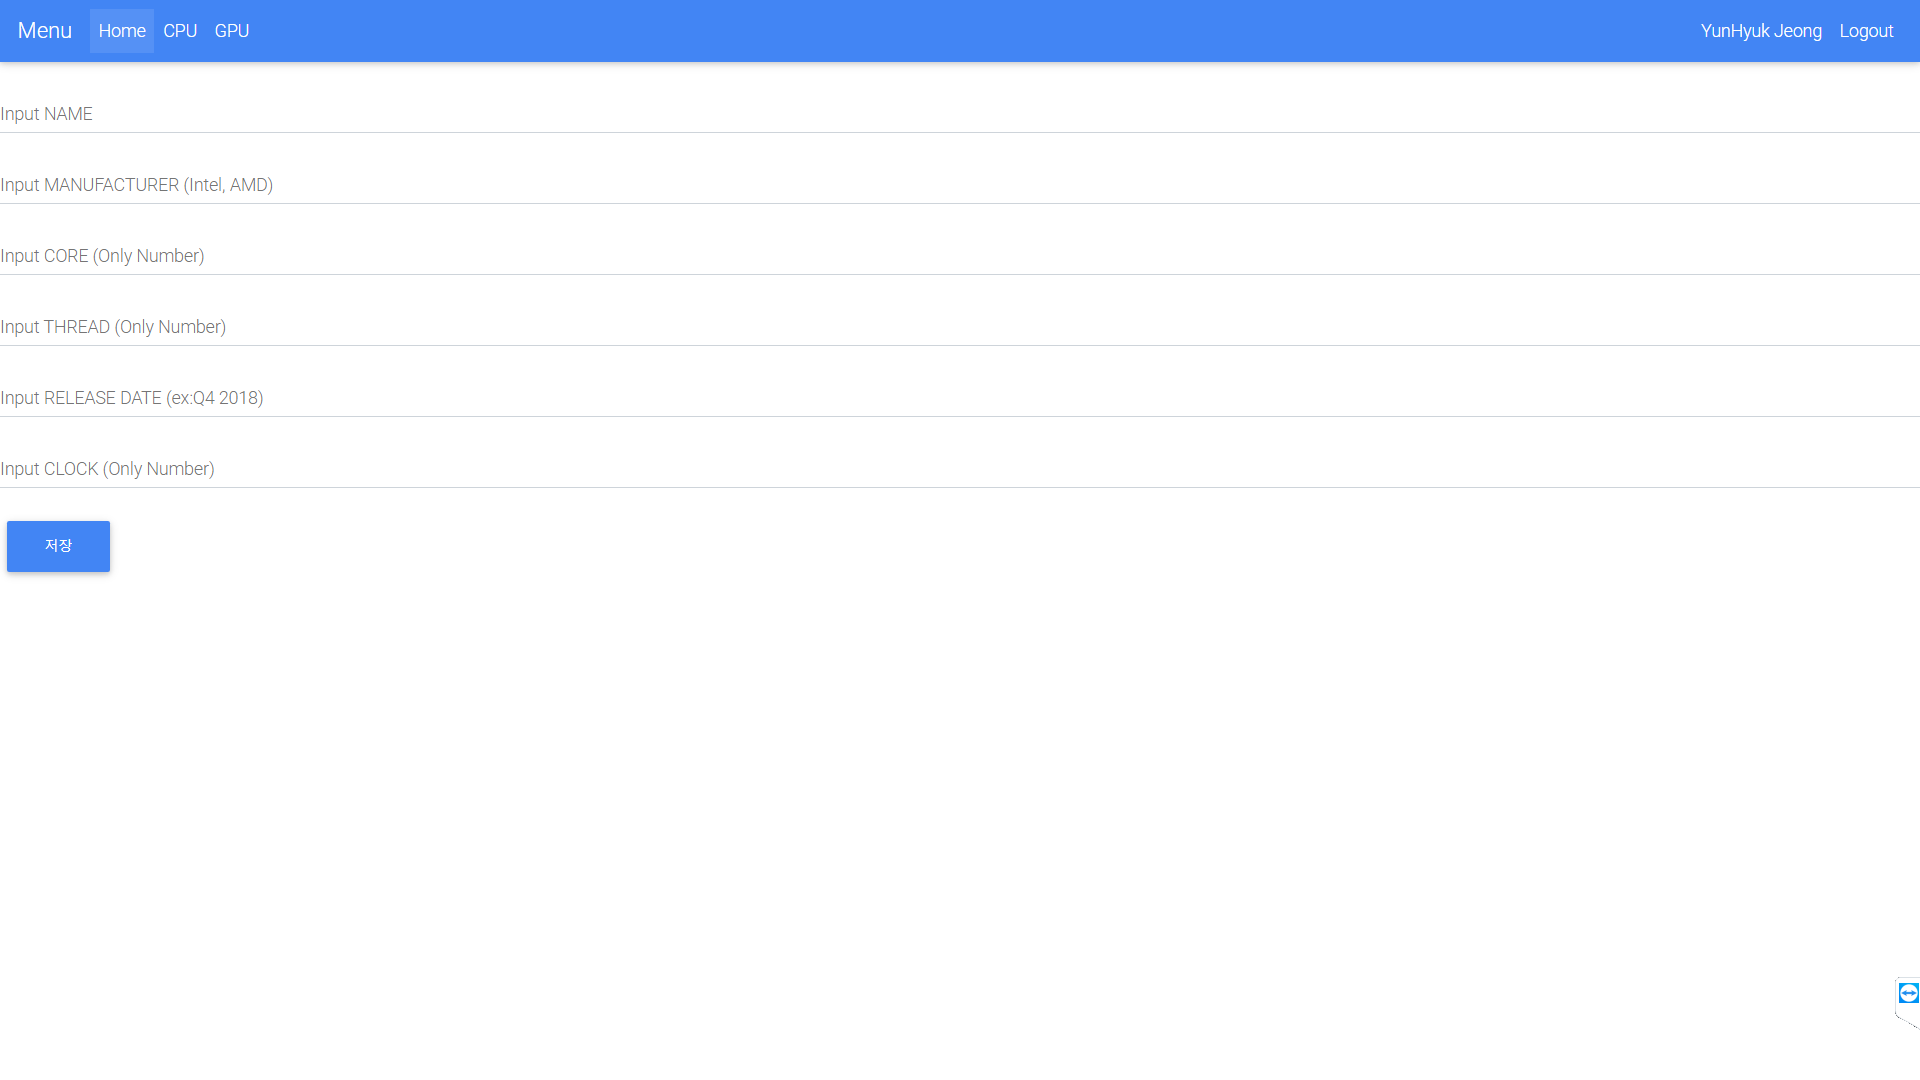 Menu Home CPU GPU YunHyuk Jeong Logout
Input NAME
Input MANUFACTURER (Intel, AMD)
Input CORE (Only Number)
Input THREAD (Only Number)
Input RELEASE DATE (ex:Q4 2018)
Input CLOCK (Only Number)
저장